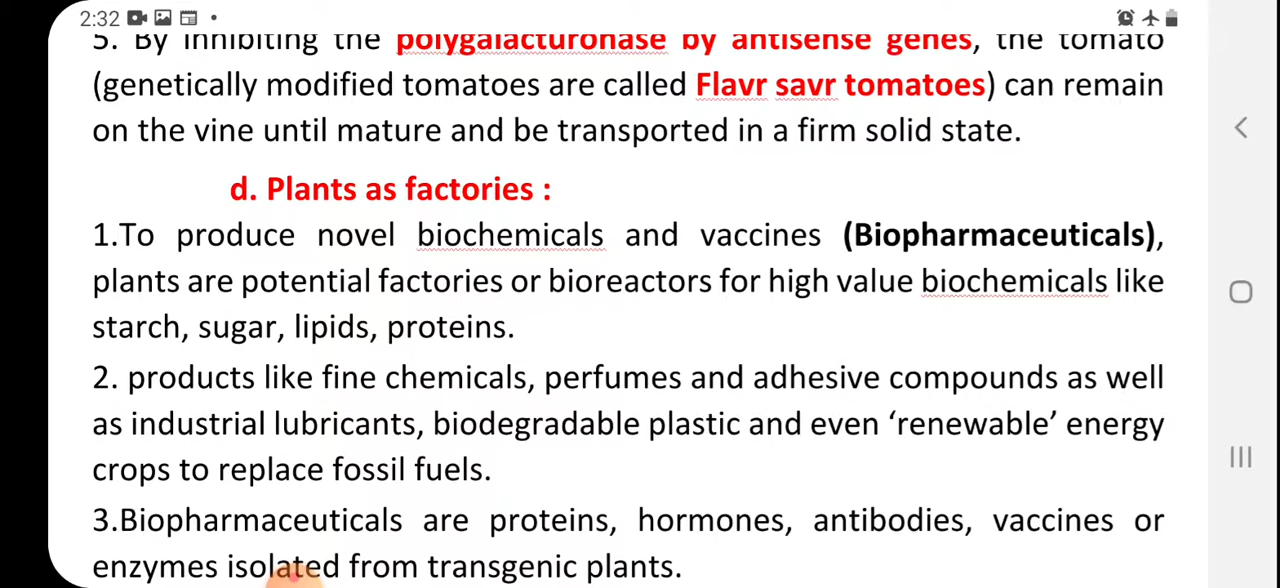 2:32
5. By inhibiting the polygalacturonase by antisense genes, the tomato
(genetically modified tomatoes are called Flavr savr tomatoes) can remain
on the vine until mature and be transported in a firm solid state.
d. Plants as factories :
1.To produce novel biochemicals and vaccines (Biopharmaceuticals),
plants are potential factories or bioreactors for high value biochemicals like
starch, sugar, lipids, proteins.
2. products like fine chemicals, perfumes and adhesive compounds as well
as industrial lubricants, biodegradable plastic and even ‘renewable’ energy
crops to replace fossil fuels.
3.Biopharmaceuticals are proteins, hormones, antibodies, vaccines or
enzymes isolated from transgenic plants.